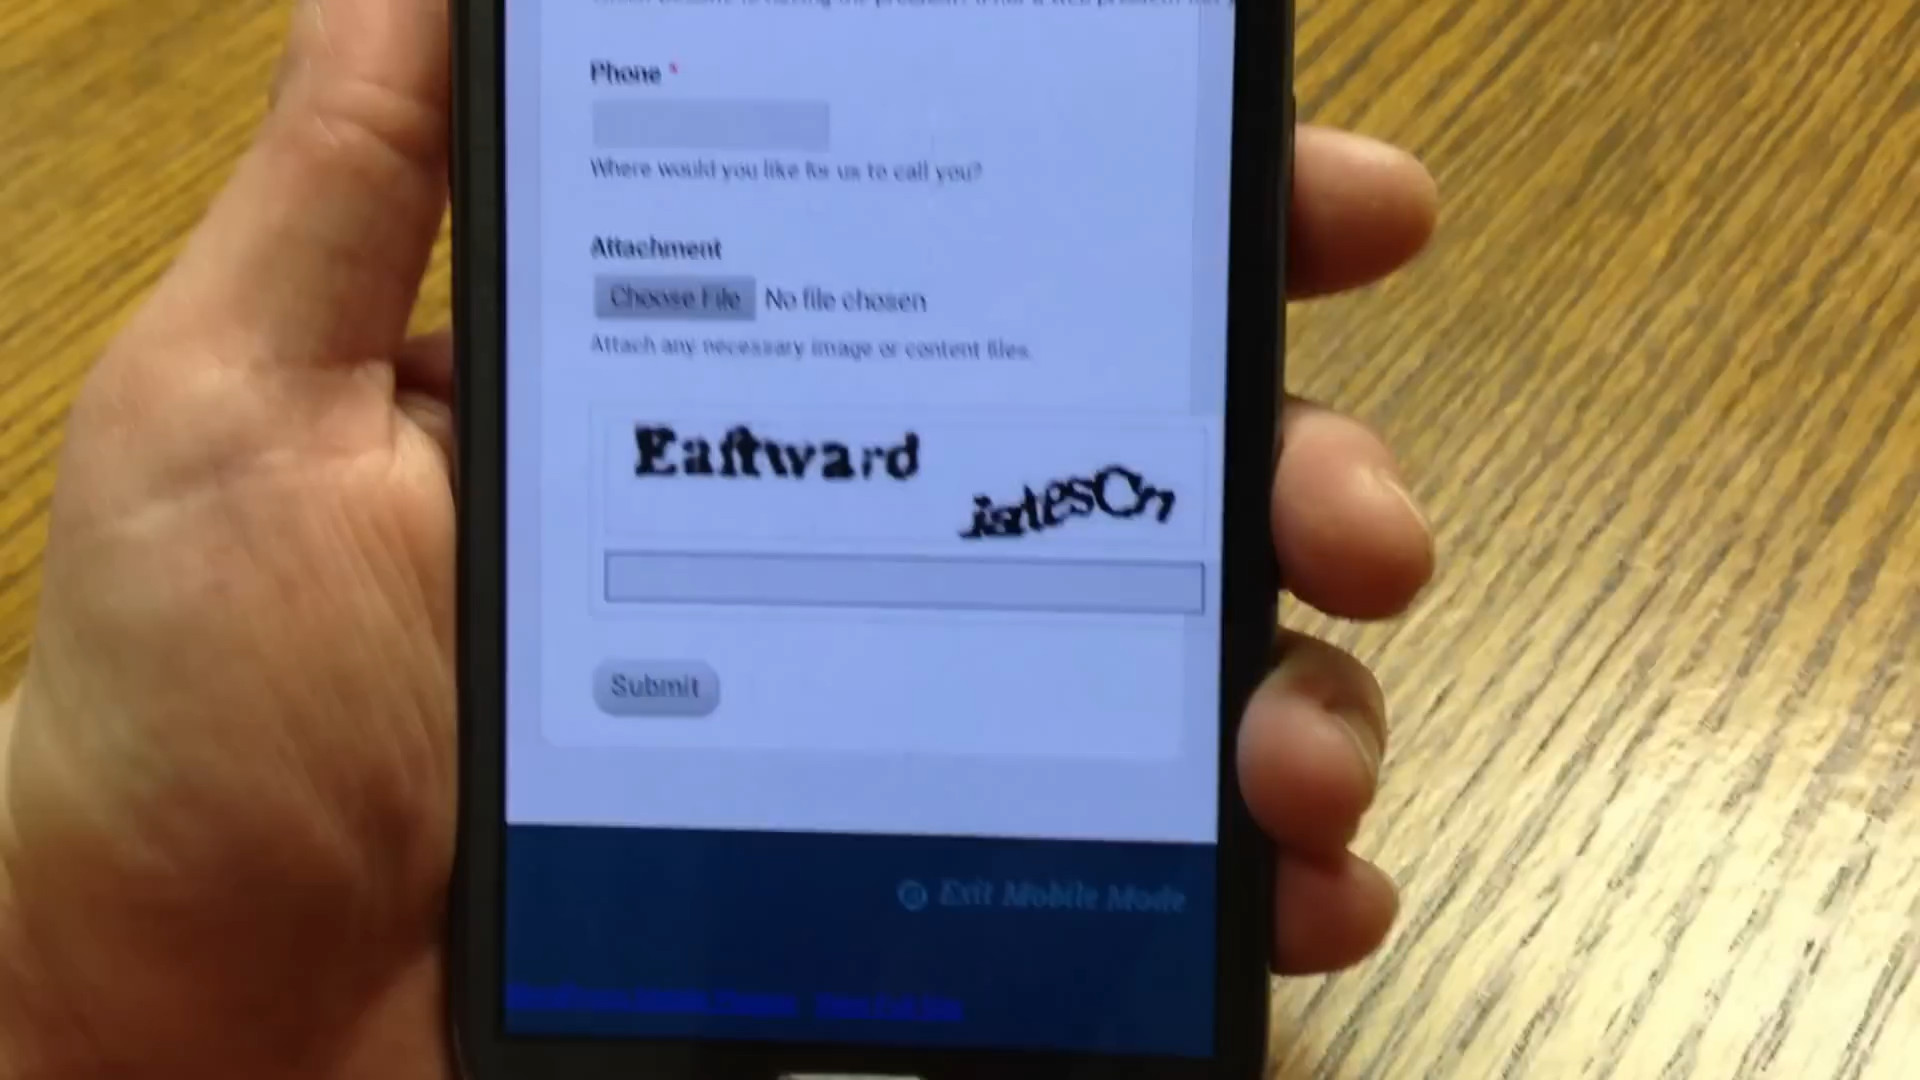 Phone *
Where would you like for us to call you?
Attachment
Choose File No file chosen
Attach any necessary image or content files.
Eaftward
Submit
Exit Mobile Mode